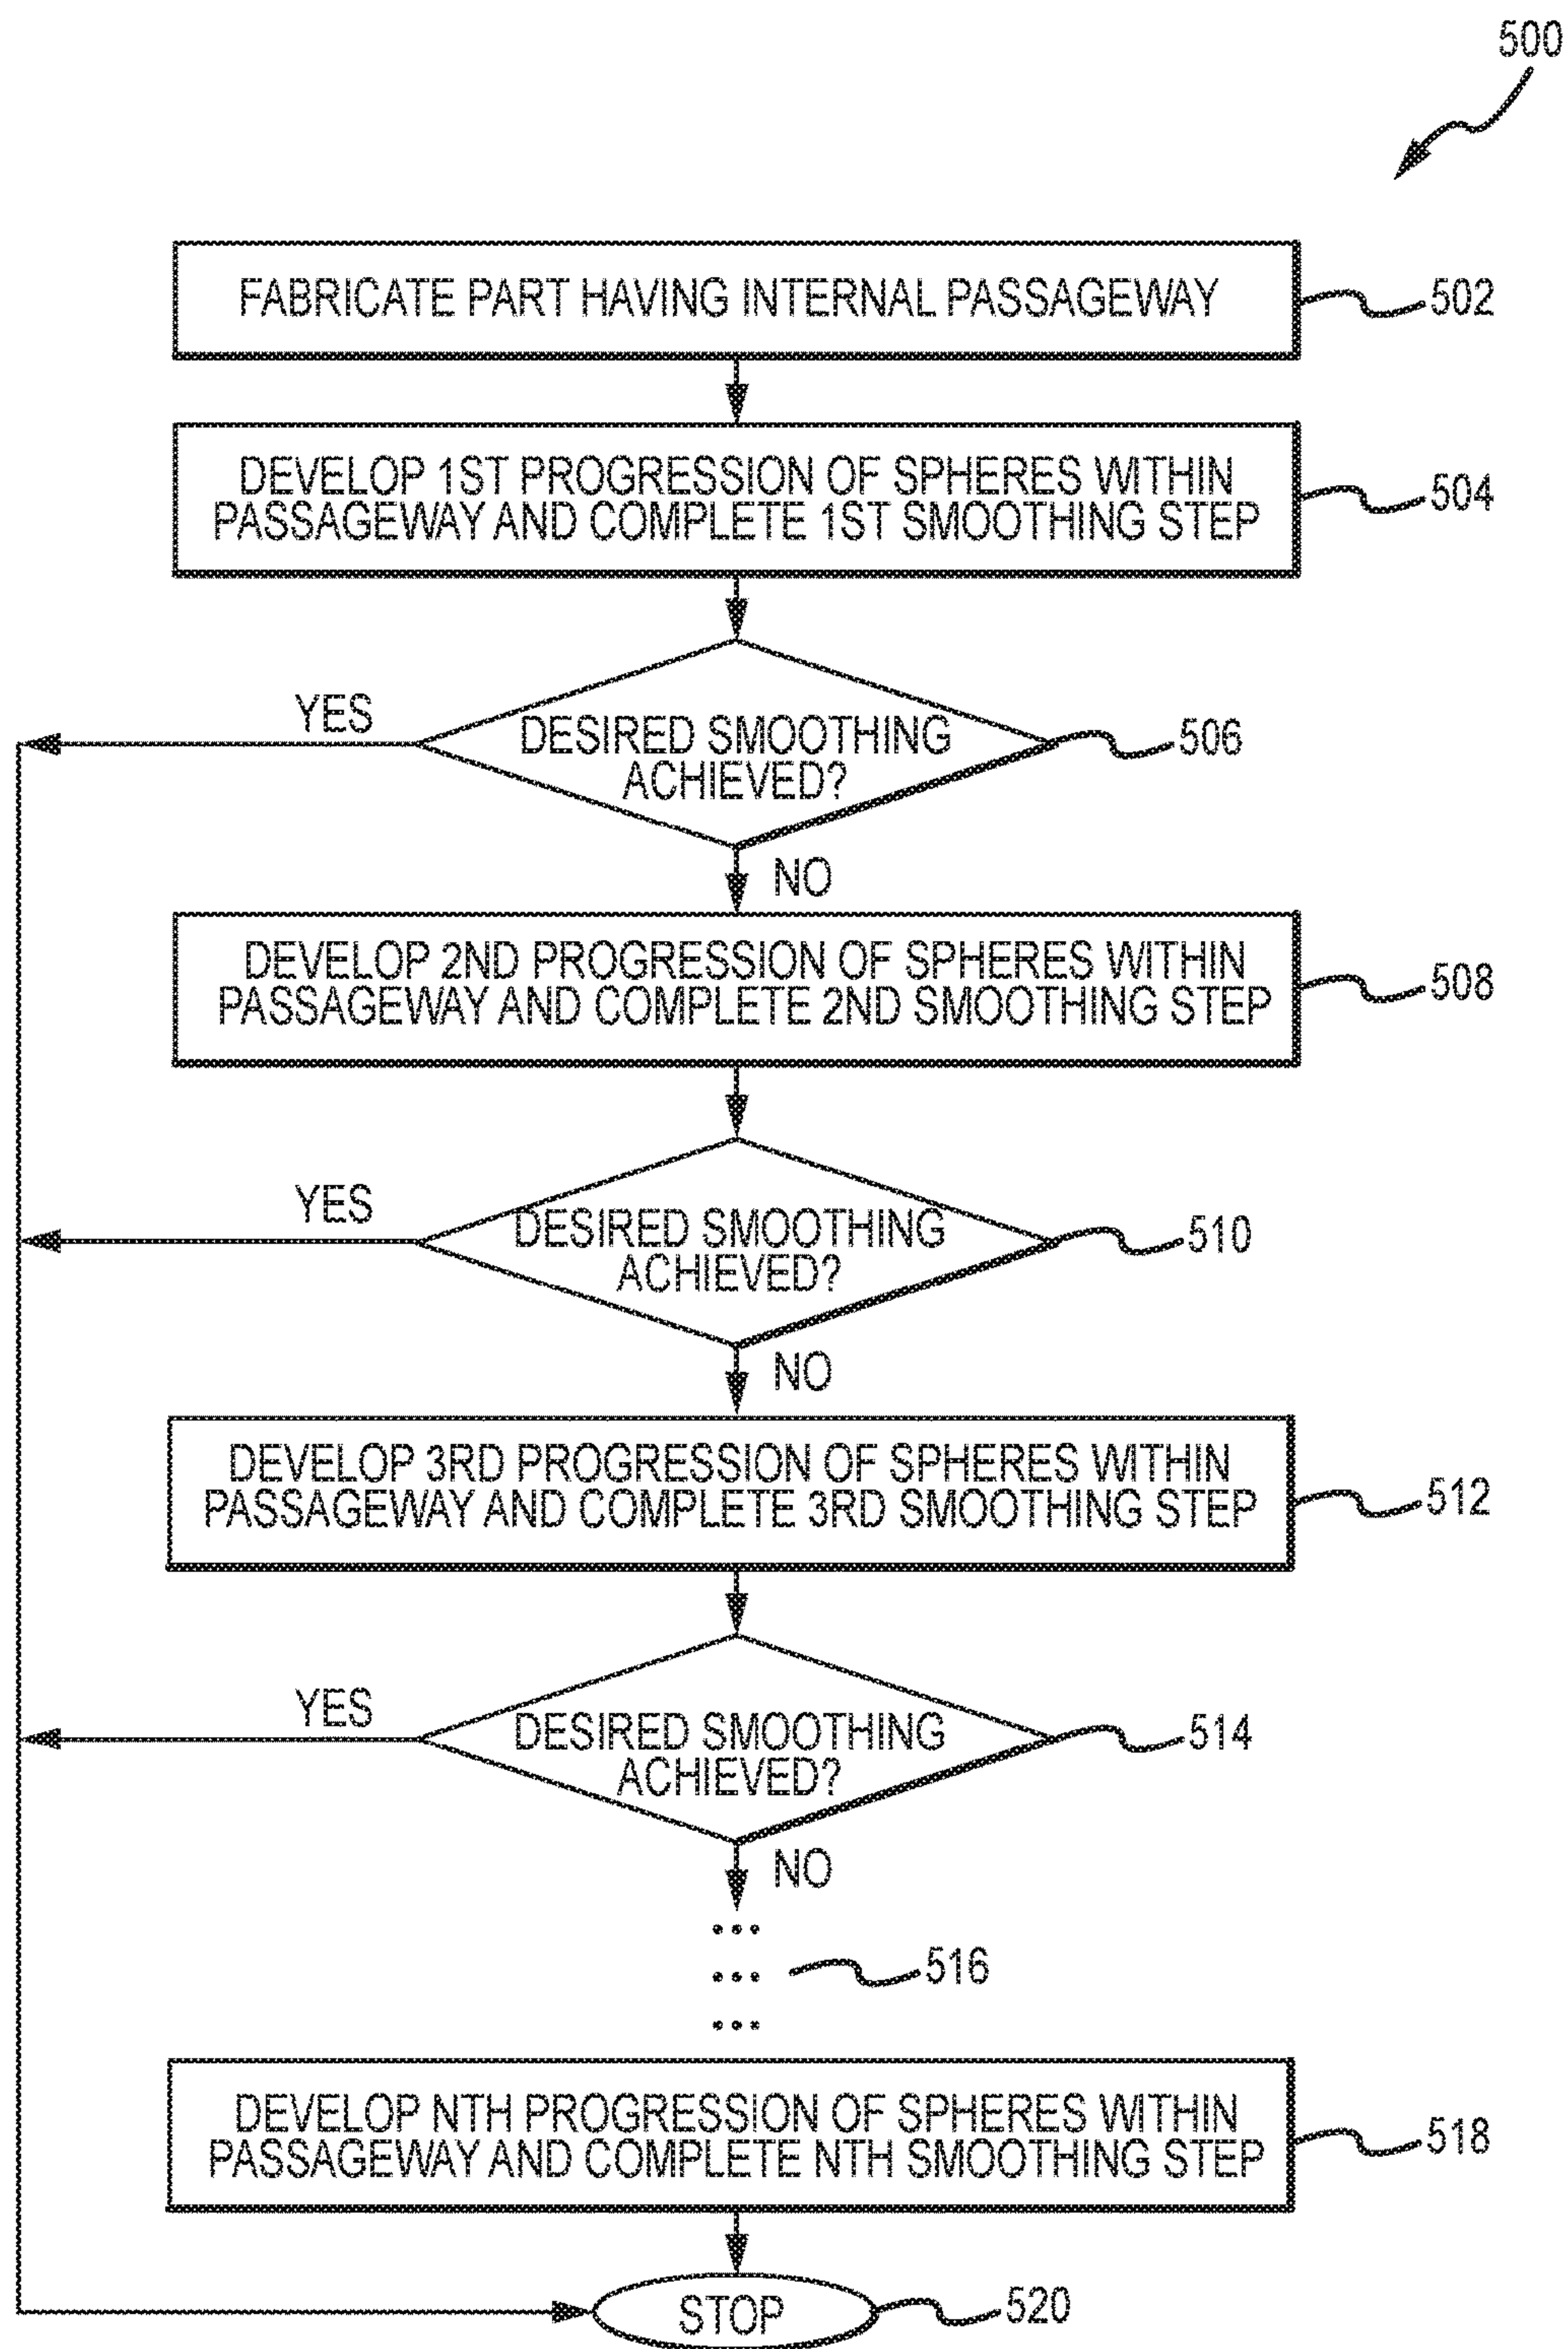 500
FABRICATE PART HAVING INTERNAL PASSAGEWAY
502
DEVELOP 1ST PROGRESSION OF SPHERES WITHIN
PASSAGEWAY AND COMPLETE 1ST SMOOTHING STEP
504
YES
DESIRED SMOOTHING
ACHIEVED?
506
NO
DEVELOP 2ND PROGRESSION OF SPHERES WITHIN
PASSAGEWAY AND COMPLETE 2ND SMOOTHING STEP
508
YES
DESIRED SMOOTHING
ACHIEVED?
510
NO
DEVELOP 3RD PROGRESSION OF SPHERES WITHIN
PASSAGEWAY AND COMPLETE 3RD SMOOTHING STEP
512
YES
DESIRED SMOOTHING
ACHIEVED?
514
NO
...
...
516
...
DEVELOP NTH PROGRESSION OF SPHERES WITHIN
PASSAGEWAY AND COMPLETE NTH SMOOTHING STEP
518
STOP
520